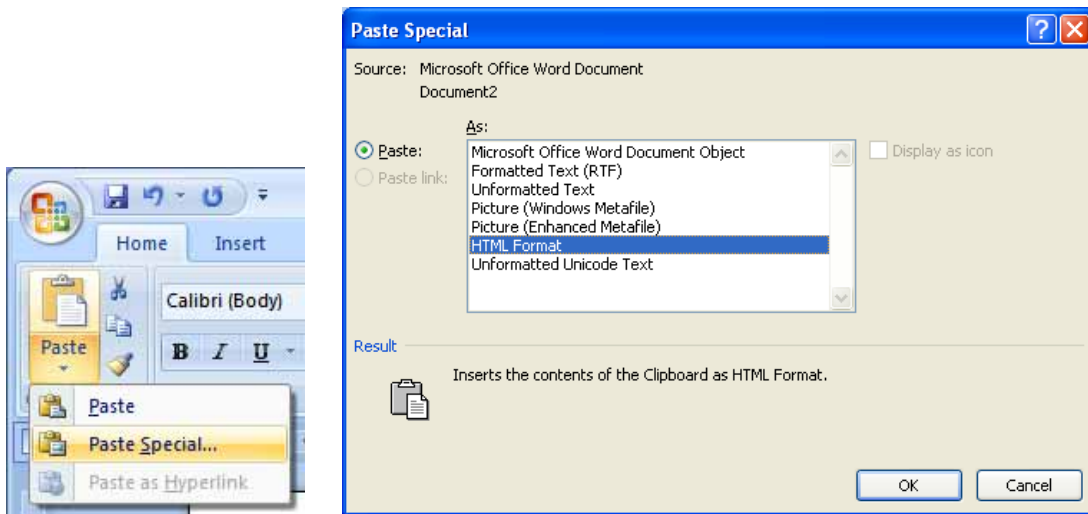 Home Insert
Calibri (Body)
Paste B I U
Paste
Paste Special...
Paste as Hyperlink
Paste Special
Source: Microsoft Office Word Document
Document2
As:
Paste:
Paste link:
Microsoft Office Word Document Object
Formatted Text (RTF)
Unformatted Text
Picture (Windows Metafile)
Picture (Enhanced Metafile)
HTML Format
Unformatted Unicode Text
Display as icon
Result
Inserts the contents of the Clipboard as HTML Format.
OK Cancel